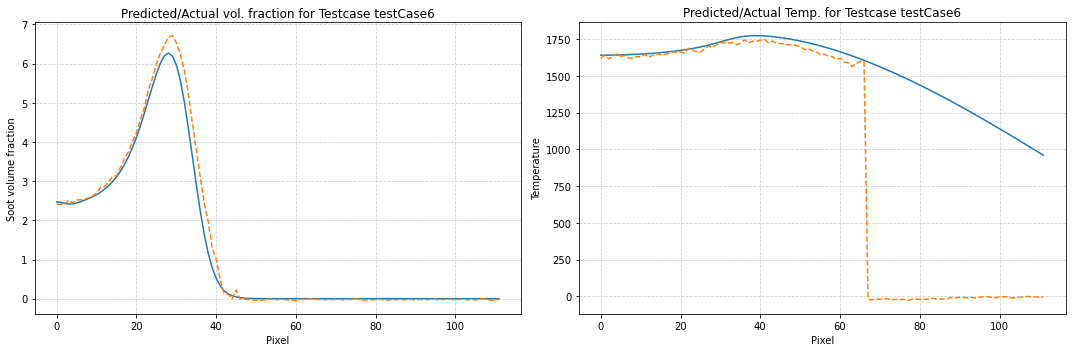 Predicted/Actual vol. fraction for Testcase testCase6
7
6
5
4
3
2
1
0
Soot volume fraction
0 20 40 60 80 100
Pixel
Predicted/Actual Temp. for Testcase testCase6
1750
1500
1250
1000
750
500
250
0
Temperature
0 20 40 60 80 100
Pixel